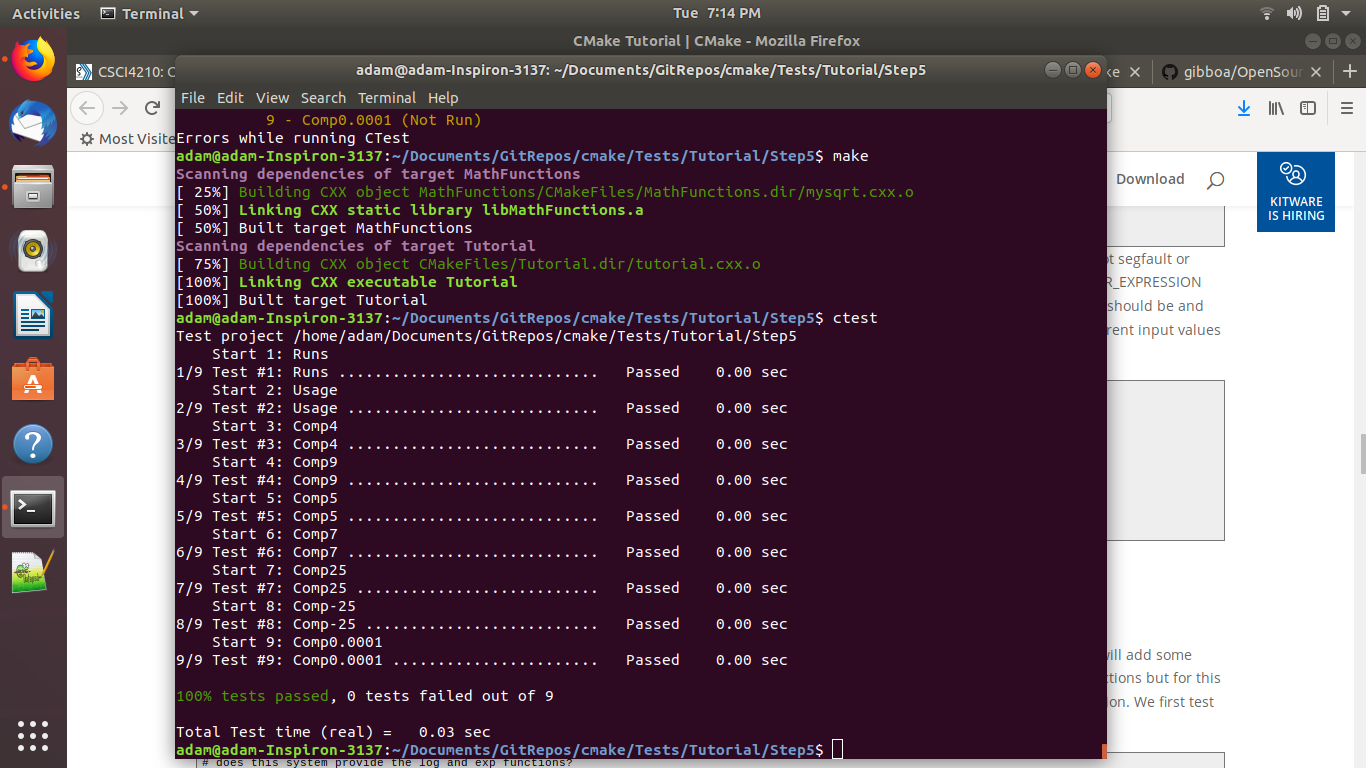 Activities Terminal Tue 7:14 PM
CMake Tutorial | CMake - Mozilla Firefox
CSCI4210:
adam@adam-Inspiron-3137: ~/Documents/GitRepos/cmake/Tests/Tutorial/Step5
gibboa/OpenSour
File Edit View Search Terminal Help
Most Visite
9 - Comp0.0001 (Not Run)
Errors while running CTest
adam@adam-Inspiron-3137:~/Documents/GitRepos/cmake/Tests/Tutorial/Step5$ make
Scanning dependencies of target MathFunctions
[ 25%] Building CXX object MathFunctions/CMakeFiles/MathFunctions.dir/mysqrt.cxx.o
[ 50%] Linking CXX static library libMathFunctions.a
[ 50%] Built target MathFunctions
Scanning dependencies of target Tutorial
[ 75%] Building CXX object CMakeFiles/Tutorial.dir/tutorial.cxx.o
[100%] Linking CXX executable Tutorial
[100%] Built target Tutorial
adam@adam-Inspiron-3137:~/Documents/GitRepos/cmake/Tests/Tutorial/Step5$ ctest
Test project /home/adam/Documents/GitRepos/cmake/Tests/Tutorial/Step5
Start 1: Runs
1/9 Test #1: Runs ............................. Passed 0.00 sec
Start 2: Usage
2/9 Test #2: Usage ............................ Passed 0.00 sec
Start 3: Comp4
3/9 Test #3: Comp4 ............................ Passed 0.00 sec
Start 4: Comp9
4/9 Test #4: Comp9 ............................ Passed 0.00 sec
Start 5: Comp5
5/9 Test #5: Comp5 ............................ Passed 0.00 sec
Start 6: Comp7
6/9 Test #6: Comp7 ............................ Passed 0.00 sec
Start 7: Comp25
7/9 Test #7: Comp25 ........................... Passed 0.00 sec
Start 8: Comp-25
8/9 Test #8: Comp-25 .......................... Passed 0.00 sec
Start 9: Comp0.0001
9/9 Test #9: Comp0.0001 ....................... Passed 0.00 sec
100% tests passed, 0 tests failed out of 9
Total Test time (real) = 0.03 sec
adam@adam-Inspiron-3137:~/Documents/GitRepos/cmake/Tests/Tutorial/Step5$
Download
KITWARE
IS HIRING
segfault or
R_EXPRESSION
should be and
rent input values
will add some
ctions but for this
ion. We first test
# does this system provide the log and exp functions?